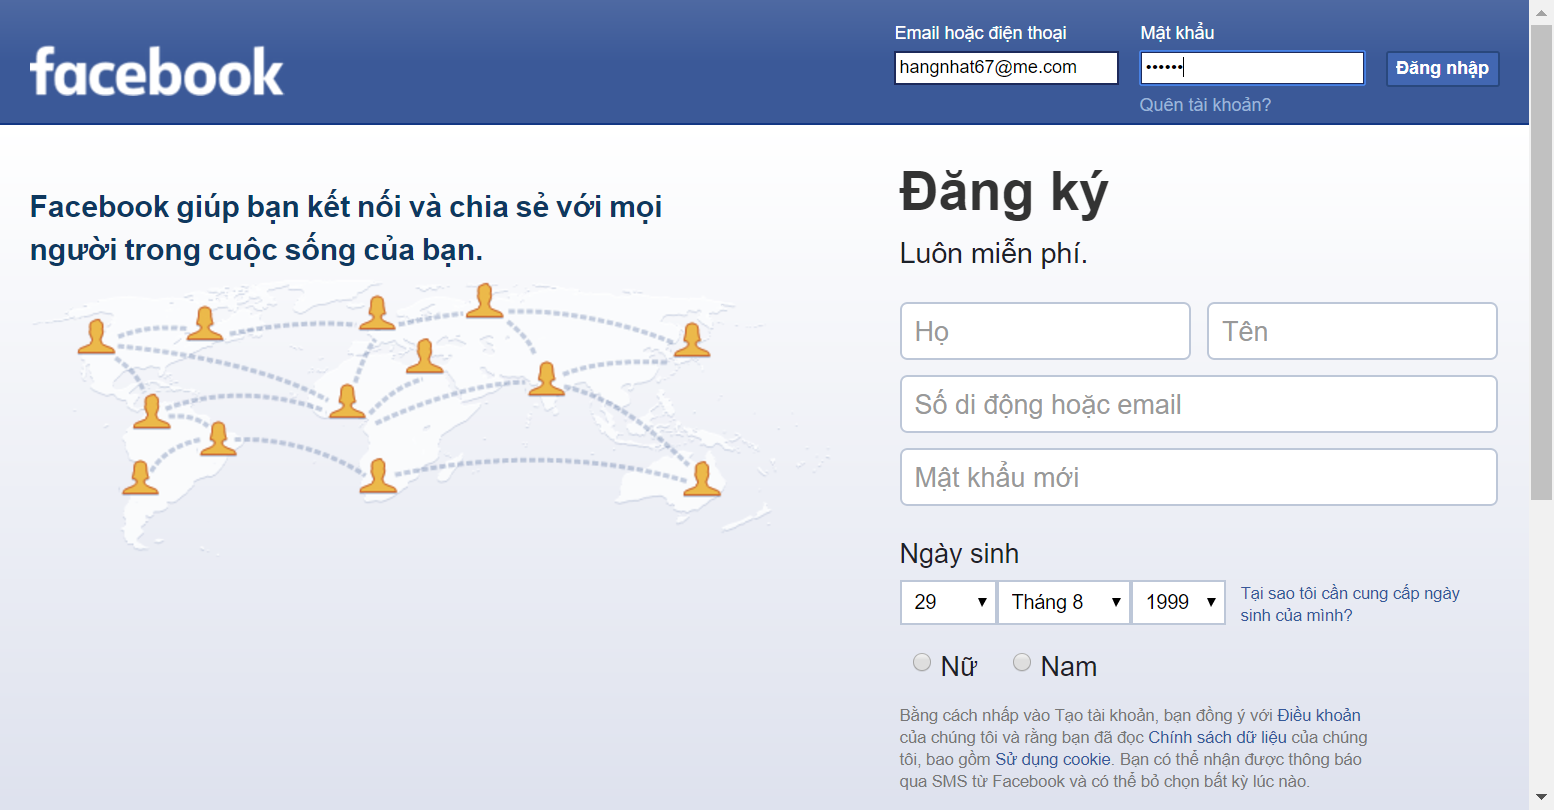 facebook
Email hoặc điện thoại
Mật khẩu
hangnhat67@me.com
••••••
Đăng nhập
Quên tài khoản?
Facebook giúp bạn kết nối và chia sẻ với mọi
người trong cuộc sống của bạn.
Đăng ký
Luôn miễn phí.
Họ
Tên
Số di động hoặc email
Mật khẩu mới
Ngày sinh
29
Tháng 8
1999
Tại sao tôi cần cung cấp ngày
sinh của mình?
Nữ
Nam
Bằng cách nhấp vào Tạo tài khoản, bạn đồng ý với Điều khoản
của chúng tôi và rằng bạn đã đọc Chính sách dữ liệu của chúng
tôi, bao gồm Sử dụng cookie. Bạn có thể nhận được thông báo
qua SMS từ Facebook và có thể bỏ chọn bất kỳ lúc nào.